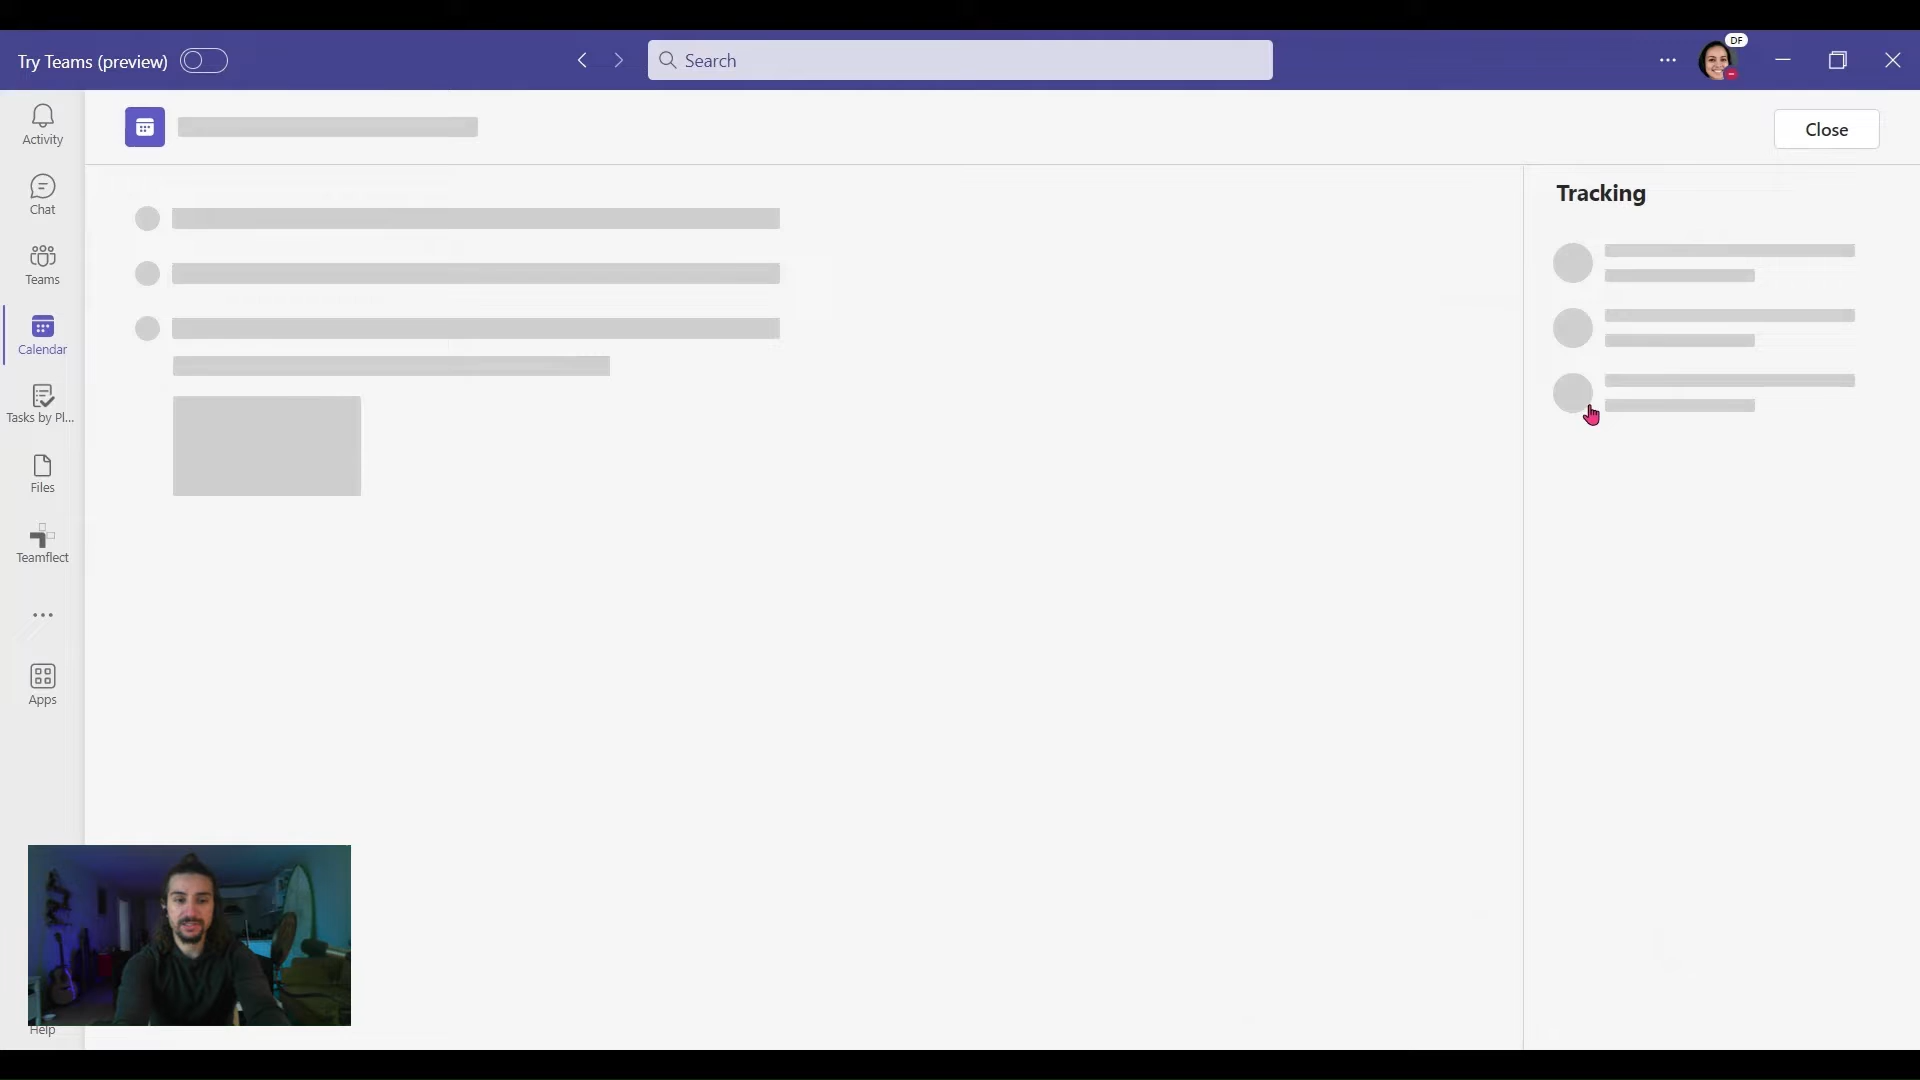 Try Teams (preview)
Search
DF
Activity
Close
Chat
Tracking
Teams
Calendar
Tasks by Pl...
Files
Teamflect
Apps
Help